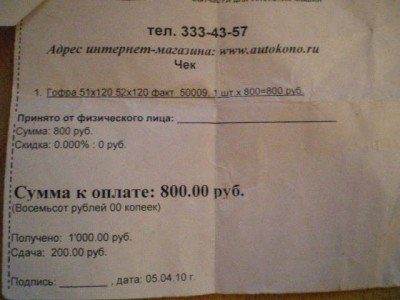 тел. 333-43-57
Адрес интернет-магазина: www.autokono.ru
Чек
1. Гофра 51х120 52х120 факт 50009, 1 шт х 800=800 руб.
Принято от физического лица:
Сумма: 800 руб.
Скидка: 0.000% : 0 руб.
Сумма к оплате: 800.00 руб.
(Восемьсот рублей 00 копеек)
Получено: 1'000.00 руб.
Сдача: 200.00 руб.
Подпись: , дата: 05.04.10 г.